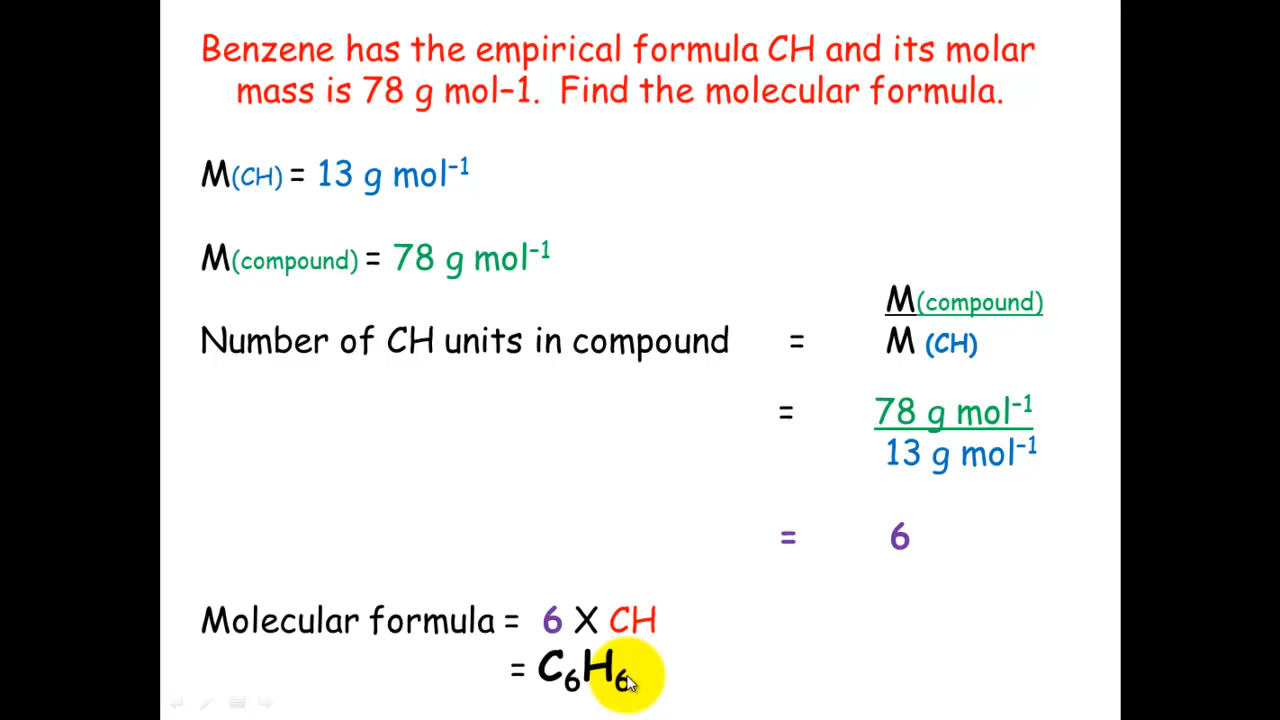 Benzene has the empirical formula CH and its molar
mass is 78 g mol–1. Find the molecular formula.
M(CH) = 13 g mol⁻¹
M(compound) = 78 g mol⁻¹
M(compound)
Number of CH units in compound = M (CH)
= 78 g mol⁻¹
13 g mol⁻¹
= 6
Molecular formula = 6 X CH
= C₆H₆